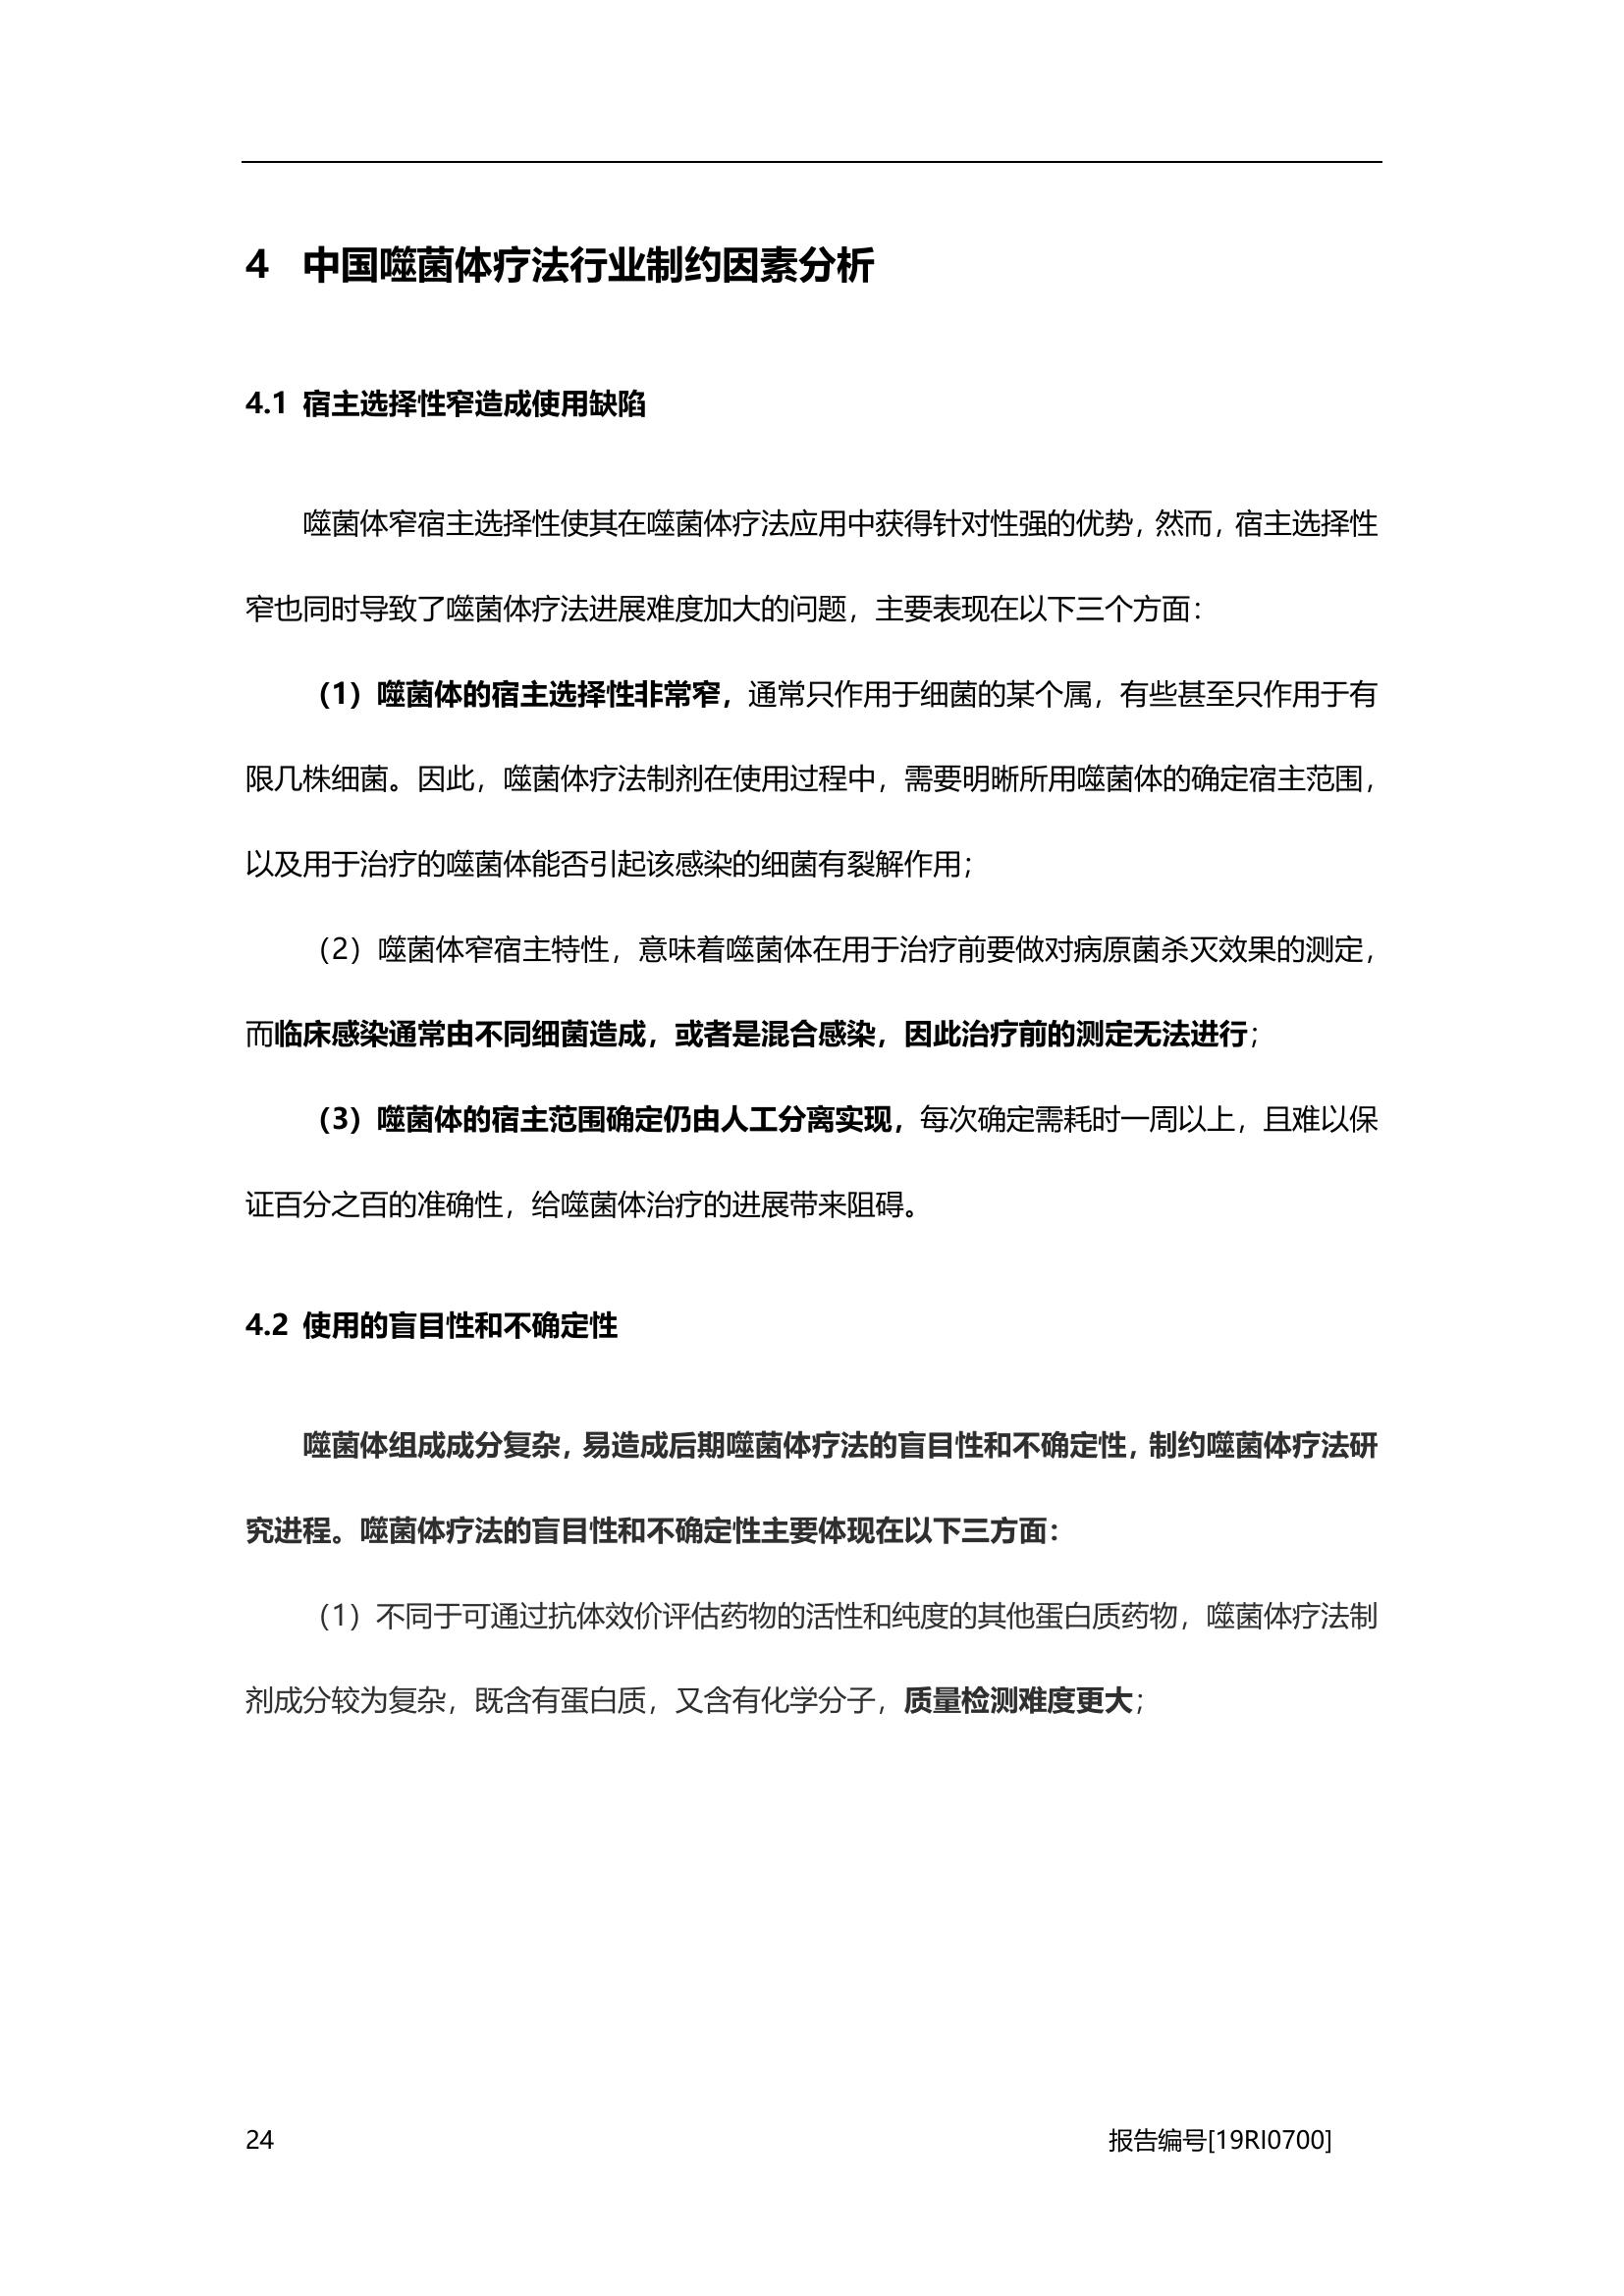 4 中国噬菌体疗法行业制约因素分析
4.1 宿主选择性窄造成使用缺陷
噬菌体窄宿主选择性使其在噬菌体疗法应用中获得针对性强的优势，然而，宿主选择性
窄也同时导致了噬菌体疗法进展难度加大的问题，主要表现在以下三个方面：
（1）噬菌体的宿主选择性非常窄，通常只作用于细菌的某个属，有些甚至只作用于有
限几株细菌。因此，噬菌体疗法制剂在使用过程中，需要明晰所用噬菌体的确定宿主范围，
以及用于治疗的噬菌体能否引起该感染的细菌有裂解作用；
（2）噬菌体窄宿主特性，意味着噬菌体在用于治疗前要做对病原菌杀灭效果的测定，
而临床感染通常由不同细菌造成，或者是混合感染，因此治疗前的测定无法进行；
（3）噬菌体的宿主范围确定仍由人工分离实现，每次确定需耗时一周以上，且难以保
证百分之百的准确性，给噬菌体治疗的进展带来阻碍。
4.2 使用的盲目性和不确定性
噬菌体组成成分复杂，易造成后期噬菌体疗法的盲目性和不确定性，制约噬菌体疗法研
究进程。噬菌体疗法的盲目性和不确定性主要体现在以下三方面：
（1）不同于可通过抗体效价评估药物的活性和纯度的其他蛋白质药物，噬菌体疗法制
剂成分较为复杂，既含有蛋白质，又含有化学分子，质量检测难度更大；
24 报告编号[19RI0700]